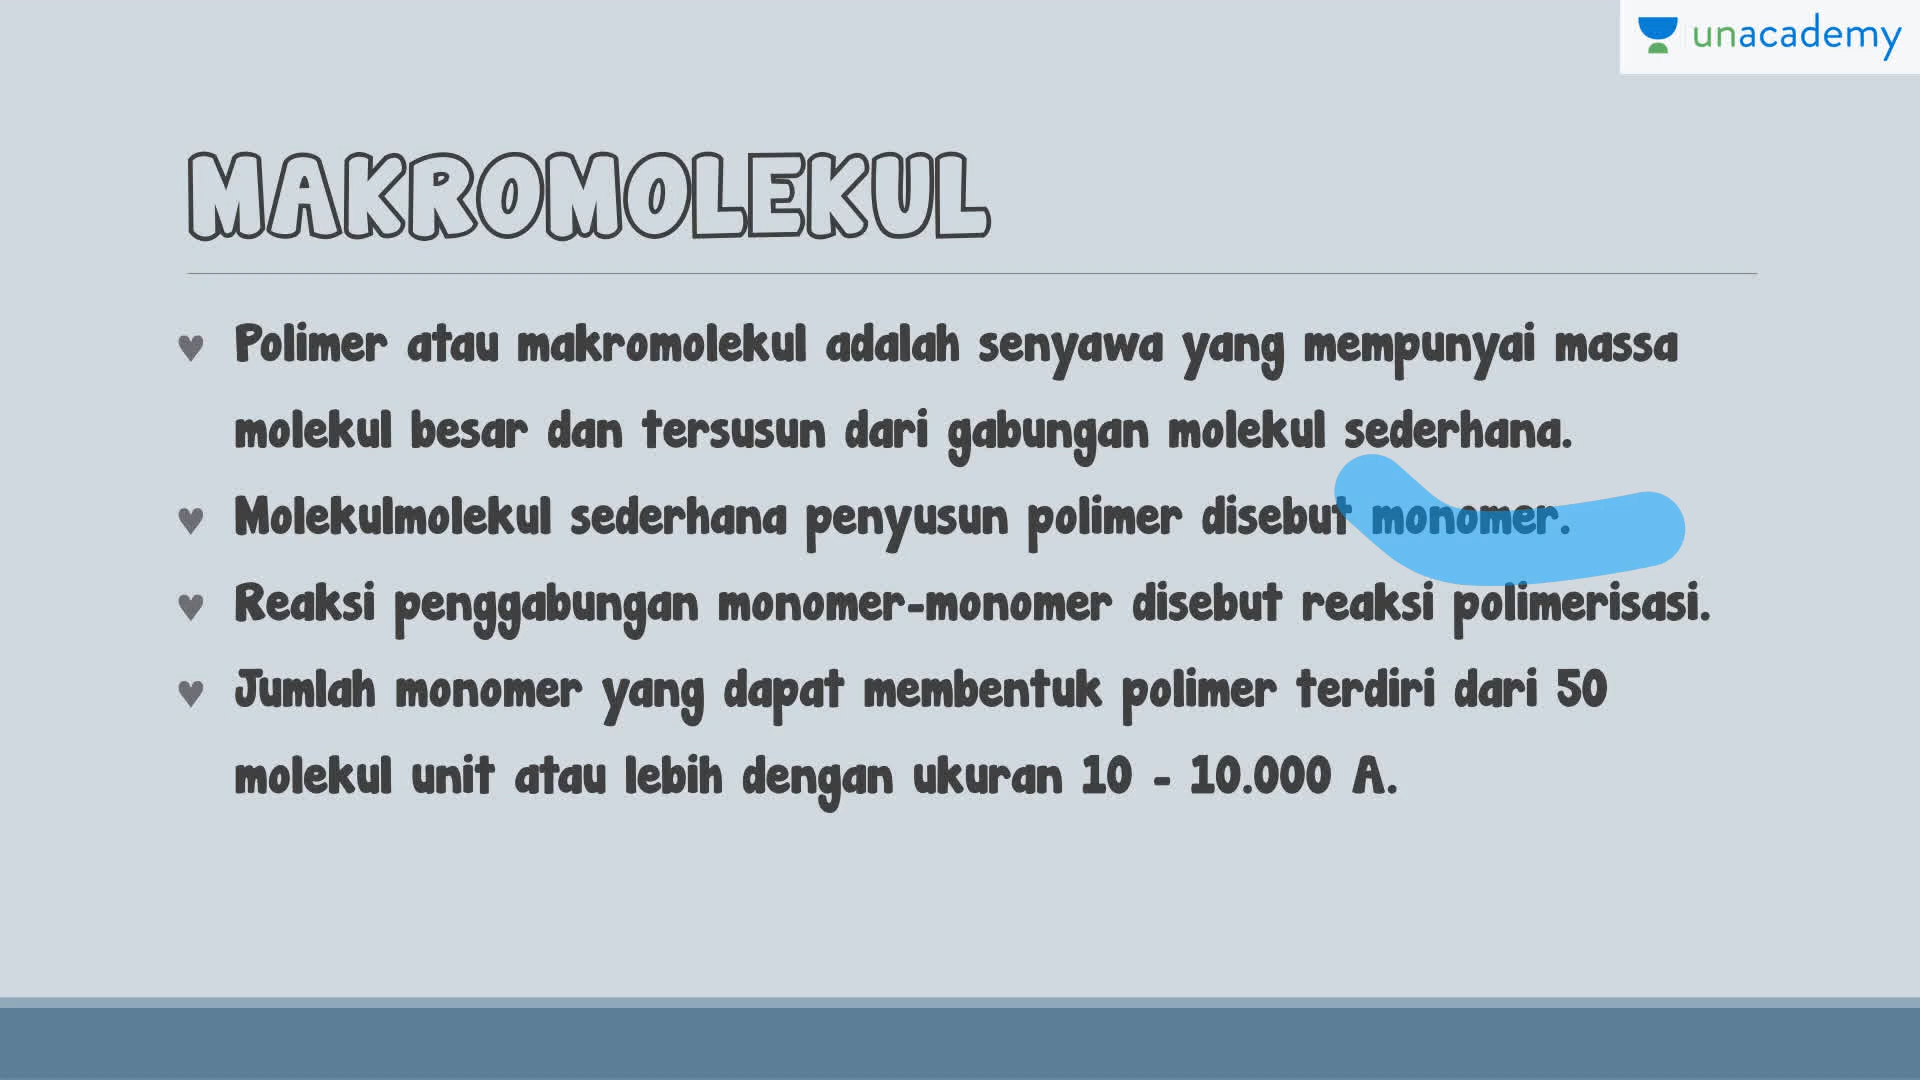 unacademy
MAKROMOLEKUL
♥ Polimer atau makromolekul adalah senyawa yang mempunyai massa
molekul besar dan tersusun dari gabungan molekul sederhana.
♥ Molekulmolekul sederhana penyusun polimer disebut monomer.
♥ Reaksi penggabungan monomer-monomer disebut reaksi polimerisasi.
♥ Jumlah monomer yang dapat membentuk polimer terdiri dari 50
molekul unit atau lebih dengan ukuran 10 - 10.000 A.